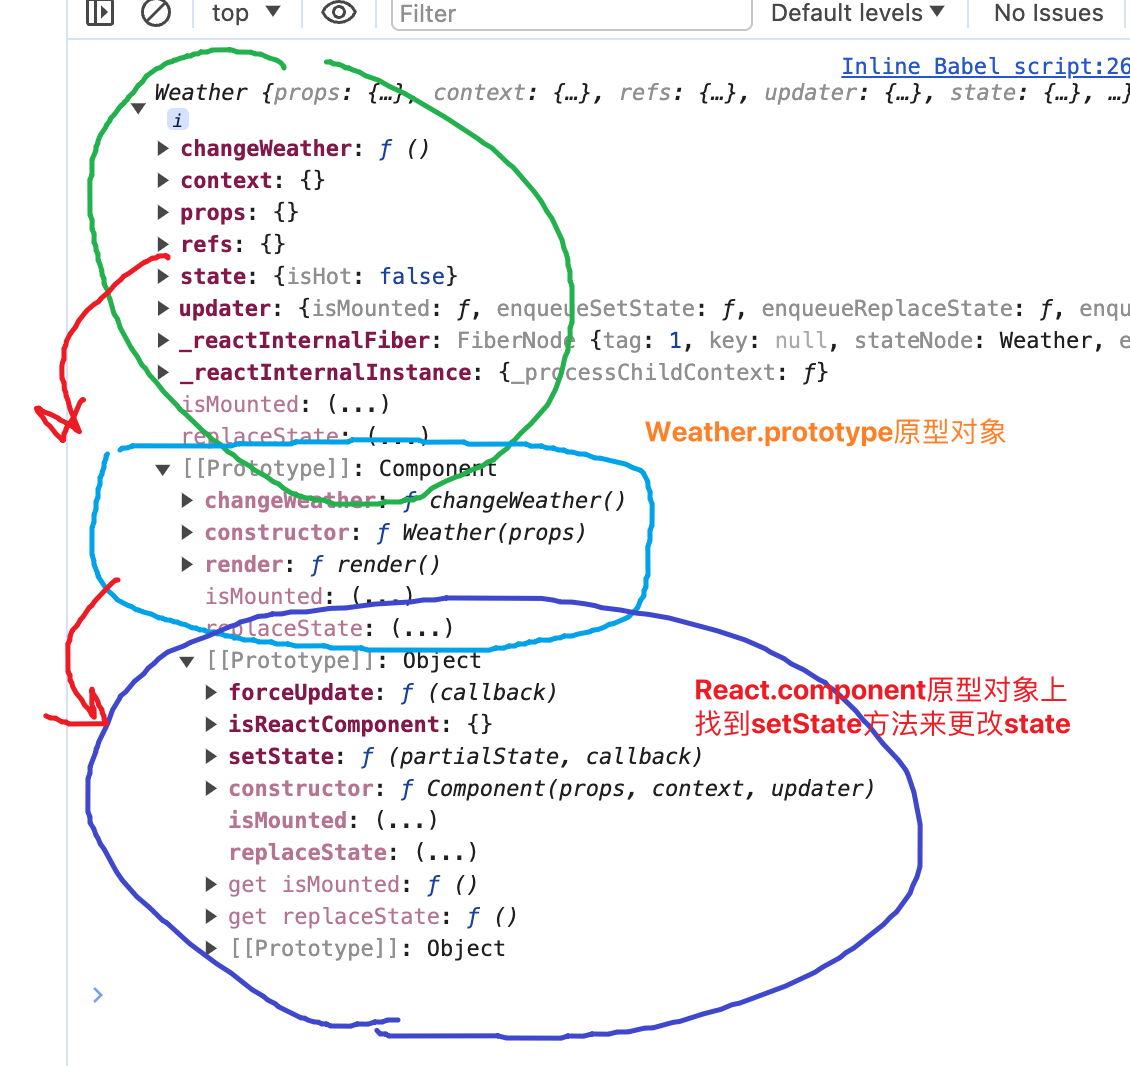 top ▼ Filter Default levels ▼ No Issues
Inline Babel script:26
▼ Weather {props: {…}, context: {…}, refs: {…}, updater: {…}, state: {…}, …}
i
▶ changeWeather: ƒ ()
▶ context: {}
▶ props: {}
▶ refs: {}
▶ state: {isHot: false}
▶ updater: {isMounted: ƒ, enqueueSetState: ƒ, enqueueReplaceState: ƒ, enqu
▶ _reactInternalFiber: FiberNode {tag: 1, key: null, stateNode: Weather, e
▶ _reactInternalInstance: {_processChildContext: ƒ}
isMounted: (...)
replaceState: (...)
Weather.prototype原型对象
▼ [[Prototype]]: Component
▶ changeWeather: ƒ changeWeather()
▶ constructor: ƒ Weather(props)
▶ render: ƒ render()
isMounted: (...)
replaceState: (...)
▼ [[Prototype]]: Object
▶ forceUpdate: ƒ (callback)
React.component原型对象上
▶ isReactComponent: {}
找到setState方法来更改state
▶ setState: ƒ (partialState, callback)
▶ constructor: ƒ Component(props, context, updater)
isMounted: (...)
replaceState: (...)
▶ get isMounted: ƒ ()
▶ get replaceState: ƒ ()
▶ [[Prototype]]: Object